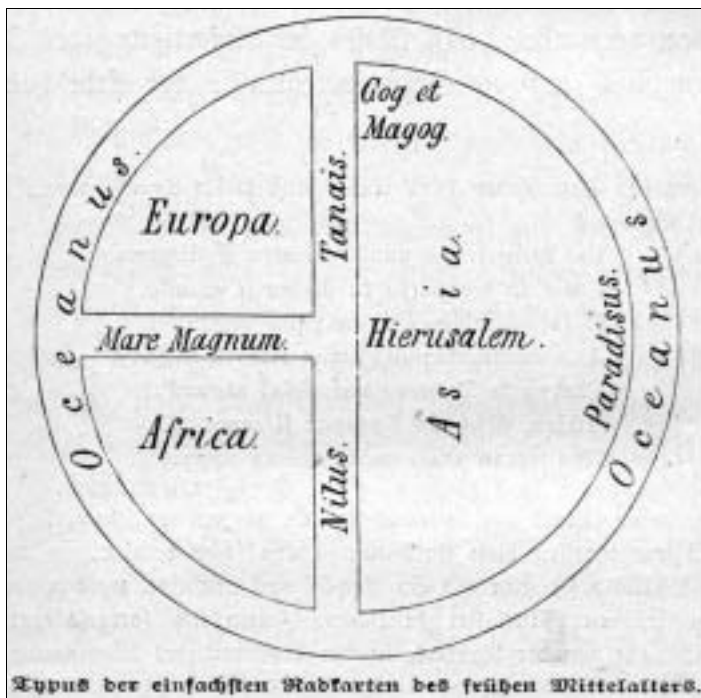 Gog et
Magog.
Oceanus.
Europa.
Tanais.
Asia.
Mare Magnum.
Hierusalem.
Paradisus.
Oceanus
Africa.
Nilus.
Typus der einfachsten Radkarten des frühen Mittelalters.